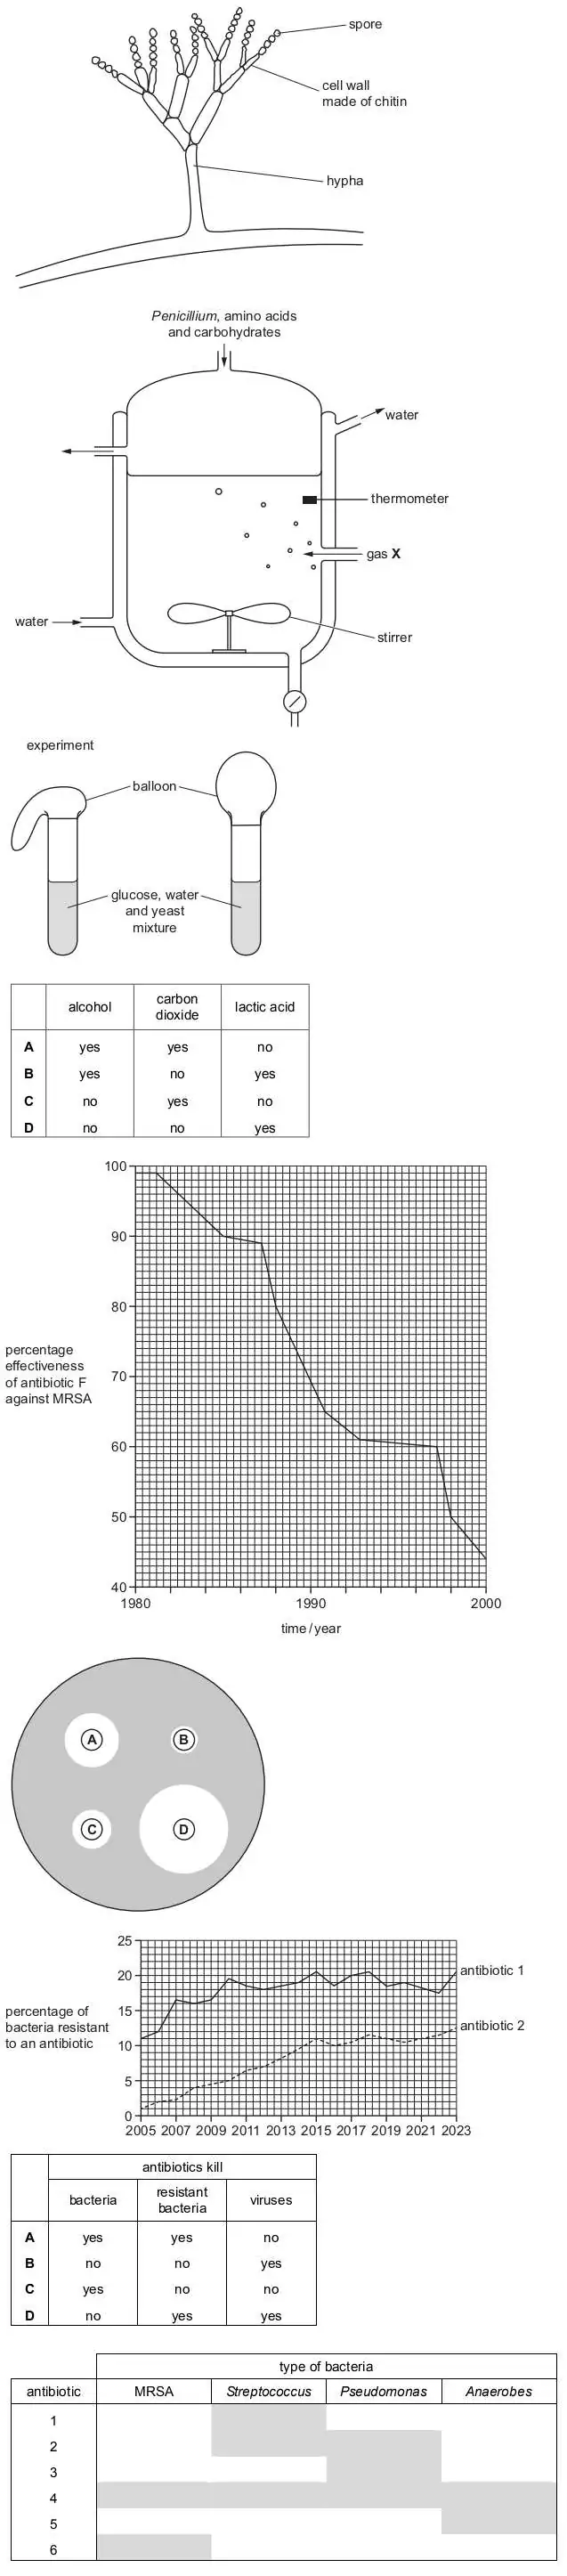 spore
cell wall
made of chitin
hypha
Penicillium, amino acids
and carbohydrates
water
thermometer
gas X
water
stirrer
experiment
balloon
glucose, water
and yeast
mixture
alcohol carbon dioxide lactic acid
A yes yes no
B yes no yes
C no yes no
D no no yes
100
90
80
70
60
50
40
percentage
effectiveness
of antibiotic F
against MRSA
1980 1990 2000
time / year
A B
C D
25
20
15
10
5
0
percentage of
bacteria resistant
to an antibiotic
antibiotic 1
antibiotic 2
2005 2007 2009 2011 2013 2015 2017 2019 2021 2023
antibiotics kill
bacteria resistant bacteria viruses
A yes yes no
B no no yes
C yes no no
D no yes yes
type of bacteria
antibiotic MRSA Streptococcus Pseudomonas Anaerobes
1
2
3
4
5
6